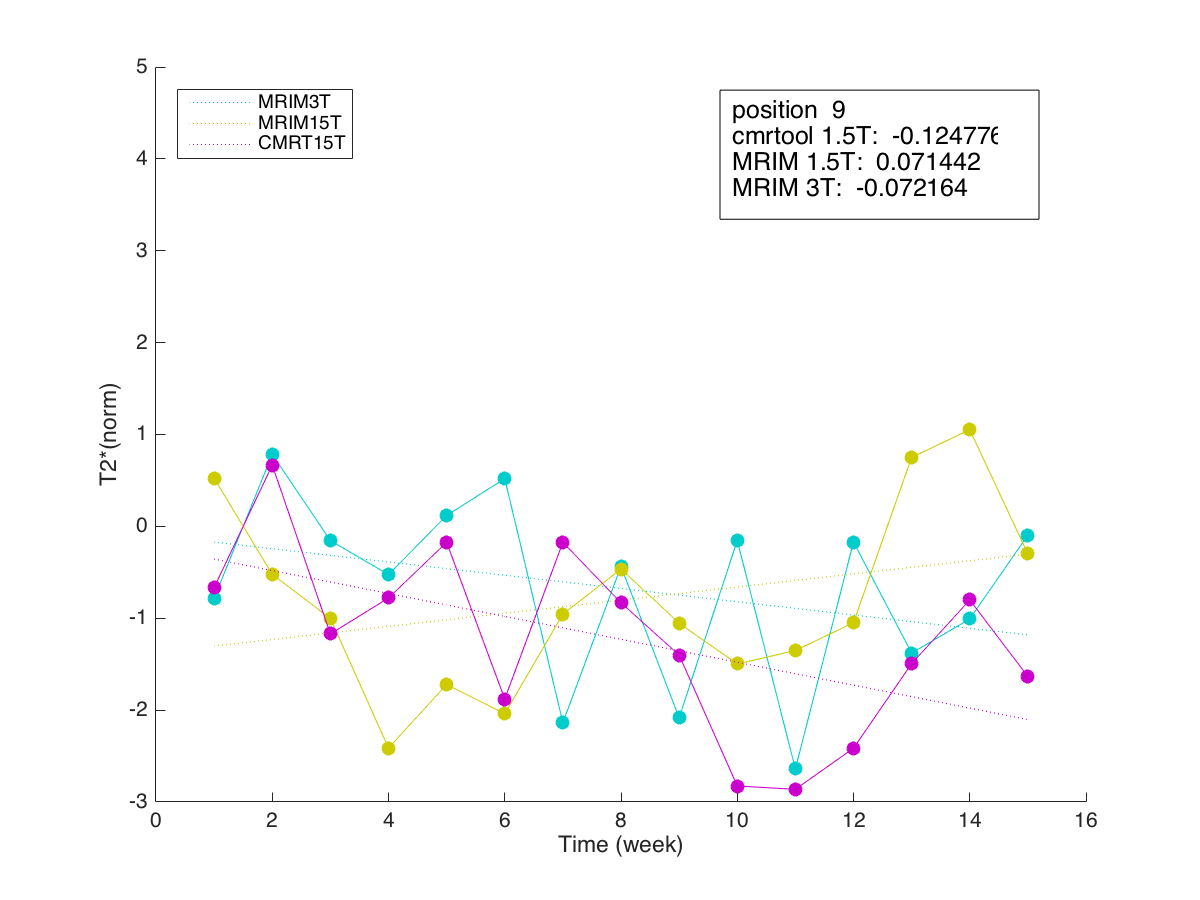 5
4
3
2
1
0
-1
-2
-3
0 2 4 6 8 10 12 14 16
Time (week)
T2*(norm)
MRIM3T
MRIM15T
CMRT15T
position 9
cmrtool 1.5T: -0.124776
MRIM 1.5T: 0.071442
MRIM 3T: -0.072164